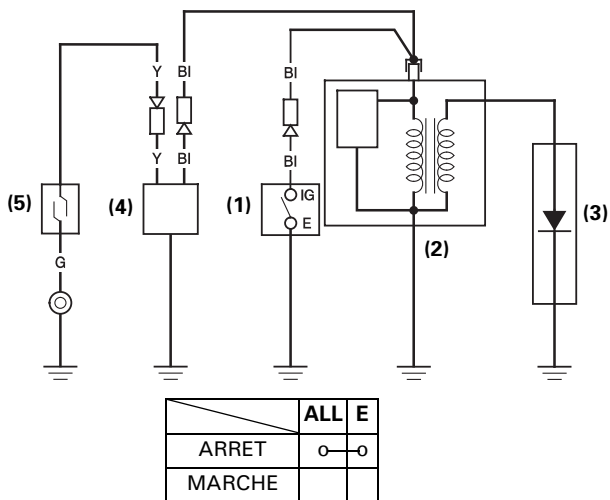 Y
Bl
Bl
Y
Bl
Bl
IG
E
(5)
(4)
(1)
(2)
(3)
G
ALL E
ARRET
MARCHE